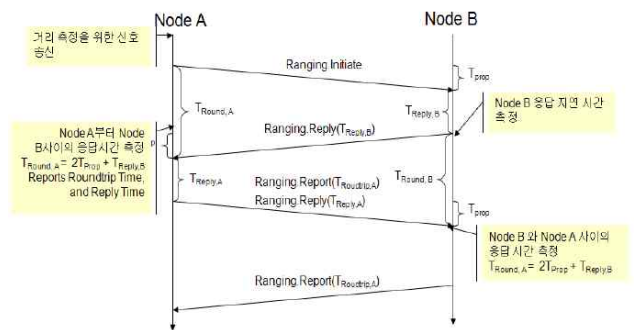 Node A
Node B
거리 측정을 위한 신호
송신
Ranging Initiate
T_prop
T_Round,A
T_Reply,B
Node B 응답 지연 시간
측정
Ranging.Reply(T_Reply,B)
Node A부터 Node
B사이의 응답시간 측정
T_Round,A = 2T_Prop + T_Reply,B
Reports Roundtrip Time,
and Reply Time
P
T_Reply,A
Ranging.Report(T_Roudtrip,A)
Ranging.Reply(T_Reply,A)
T_Round,B
T_prop
Node B 와 Node A 사이의
응답 시간 측정
T_Round,A = 2T_Prop + T_Reply,B
Ranging.Report(T_Roudtrip,A)